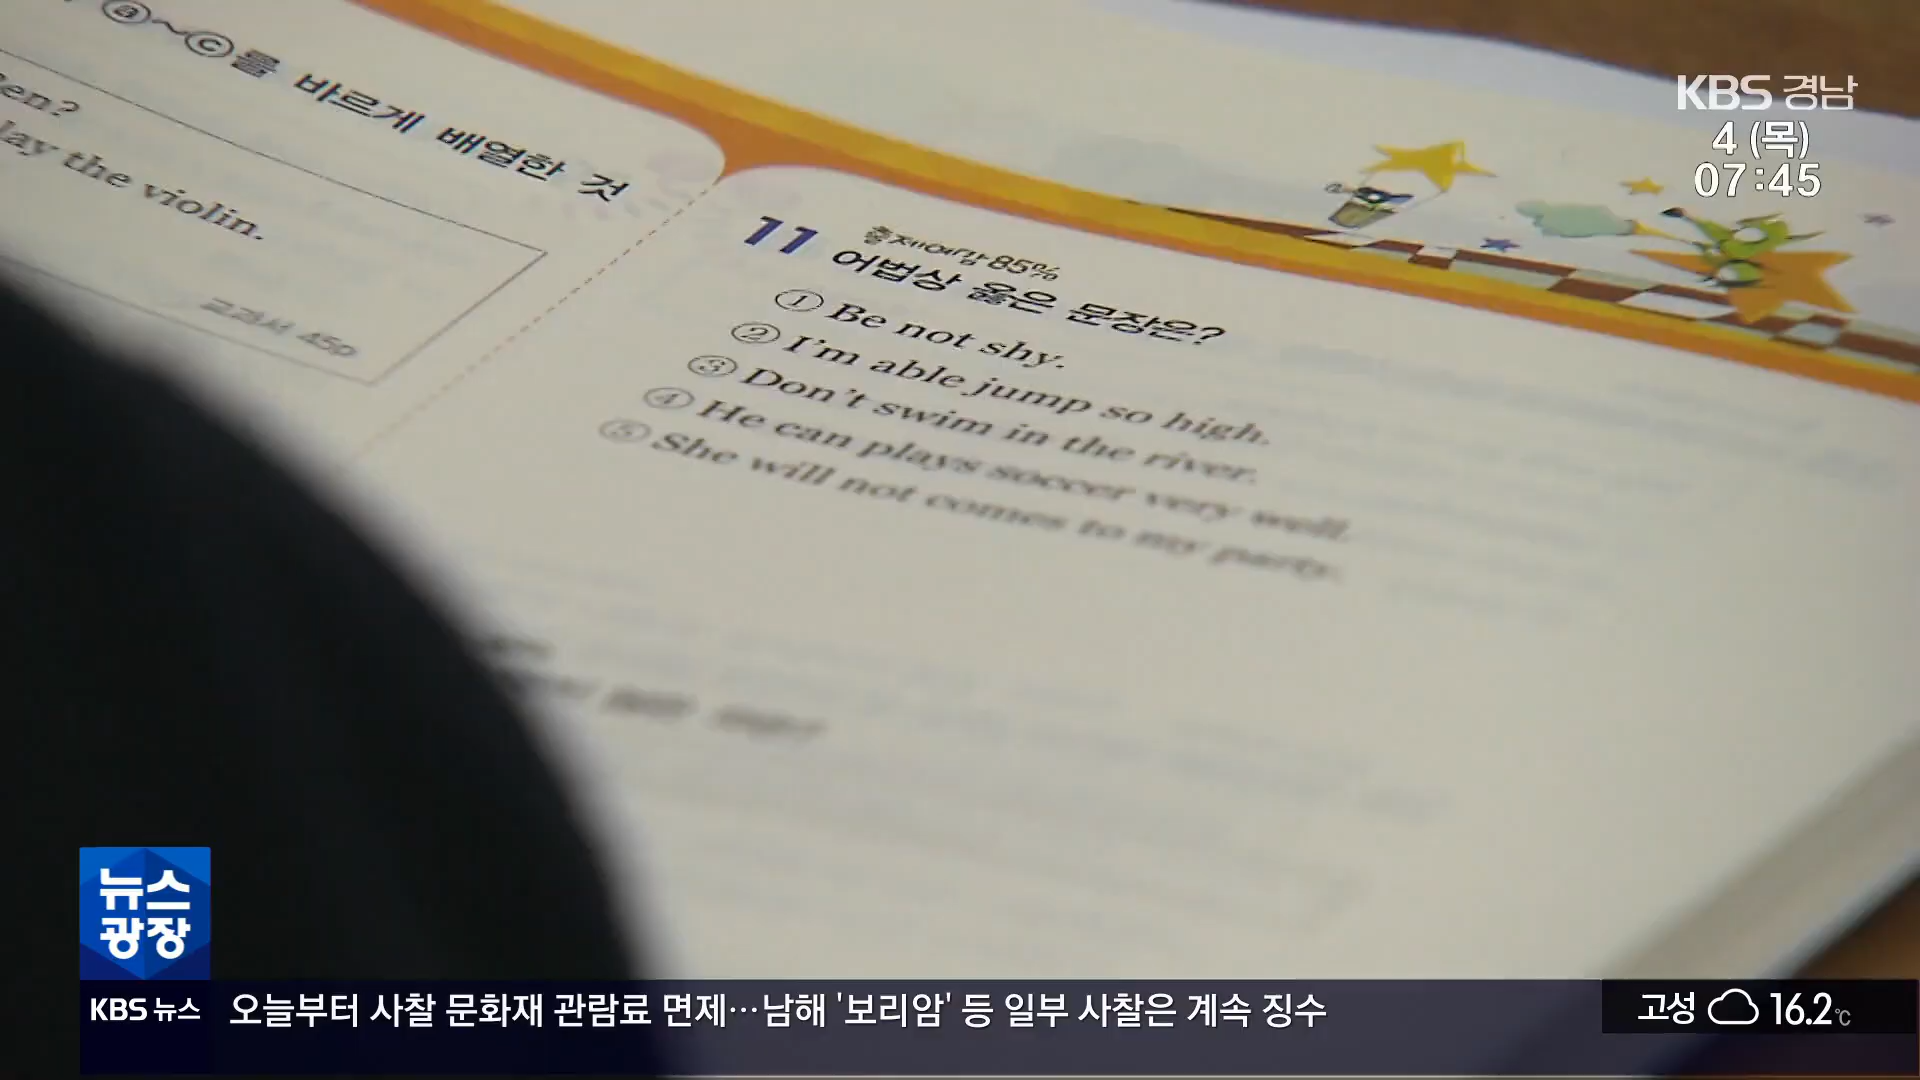 ⓐ~ⓒ를 바르게 배열한 것
en?
lay the violin.
교과서 45p
11 출제예감 85%
어법상 옳은 문장은?
① Be not shy.
② I'm able jump so high.
③ Don't swim in the river.
④ He can plays soccer very well.
⑤ She will not comes to my party.
KBS 경남
4 (목)
07:45
뉴스
광장
KBS 뉴스 오늘부터 사찰 문화재 관람료 면제…남해 '보리암' 등 일부 사찰은 계속 징수
고성 16.2℃